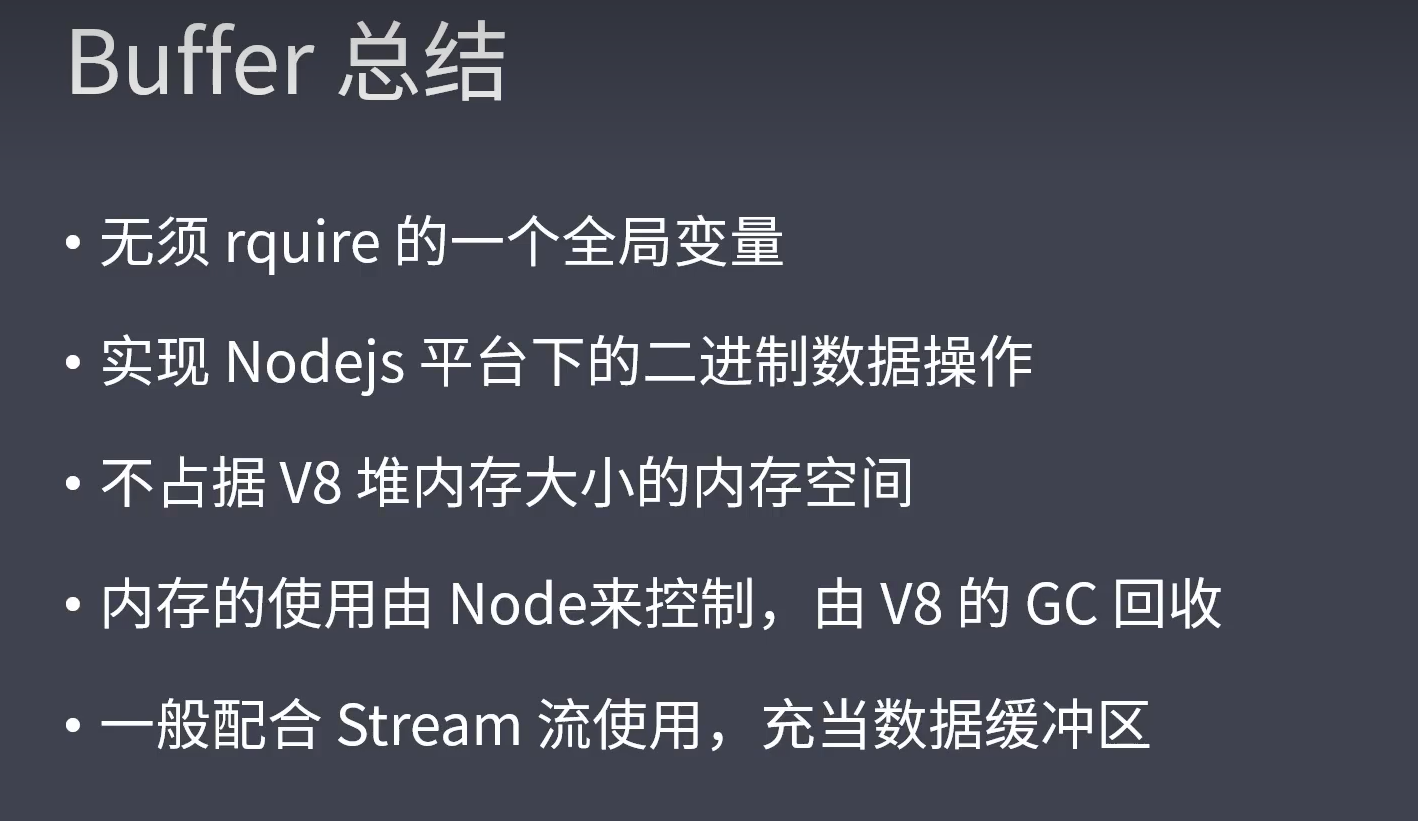 Buffer 总结
• 无须 rquire 的一个全局变量
• 实现 Nodejs 平台下的二进制数据操作
• 不占据 V8 堆内存大小的内存空间
• 内存的使用由 Node来控制，由 V8 的 GC 回收
• 一般配合 Stream 流使用，充当数据缓冲区